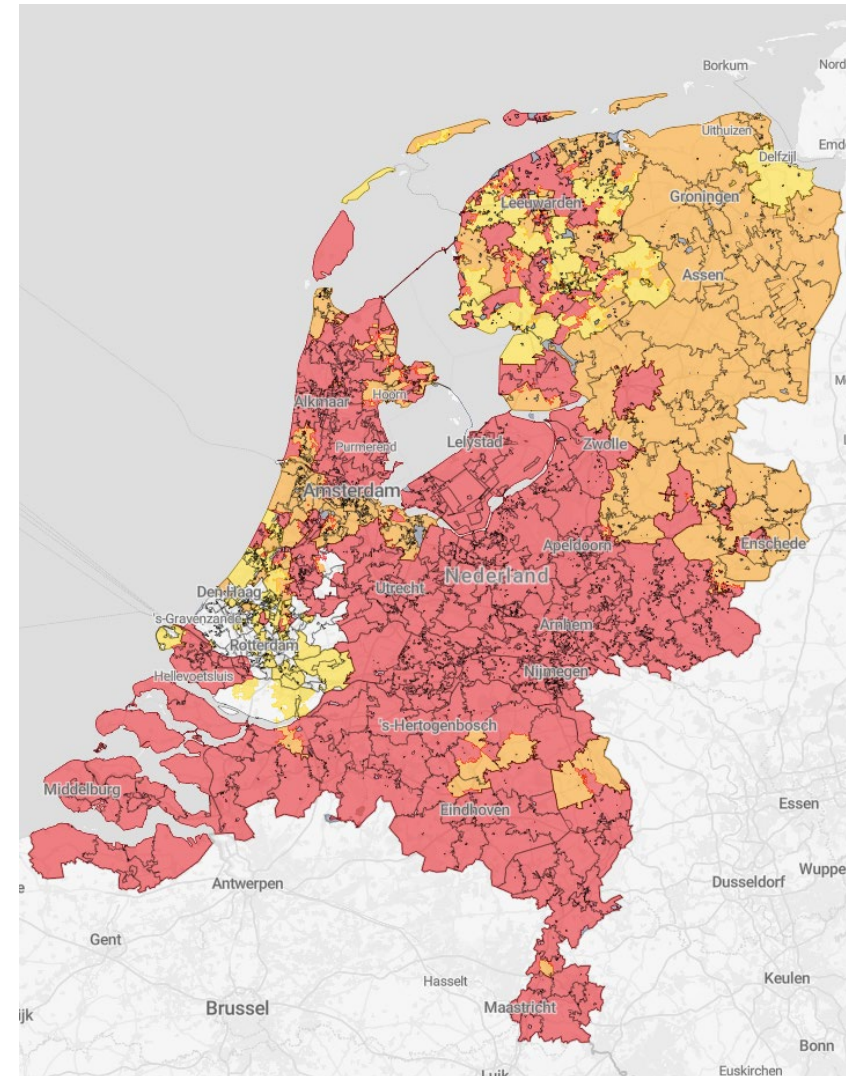 Borkum
Nord
Uithuizen
Emd
Delfzijl
Groningen
Leeuwarden
Assen
M
Hoorn
Alkmaar
Purmerend
Lelystad
Zwolle
Amsterdam
Enschede
Apeldoorn
Nederland
Utrecht
Den Haag
's-Gravenzande
Arnhem
Rotterdam
Nijmegen
Hellevoetsluis
's-Hertogenbosch
Middelburg
Essen
Eindhoven
Wuppe
Antwerpen
Dusseldorf
e
Gent
Keulen
Hasselt
Brussel
Maastricht
ijk
Bonn
Luik
Euskirchen